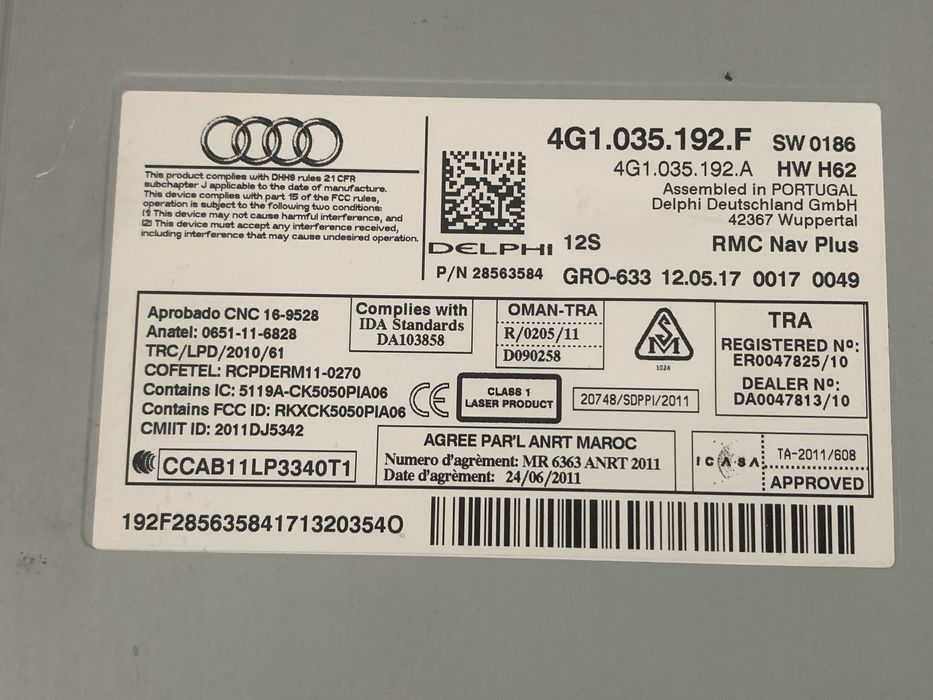 This product complies with DHHS rules 21 CFR
subchapter J applicable to the date of manufacture.
This device complies with part 15 of the FCC rules,
operation is subject to the following two conditions:
(1) This device may not cause harmful interference, and
(2) This device must accept any interference received,
including interference that may cause undesired operation.
4G1.035.192.F SW 0186
4G1.035.192.A HW H62
Assembled in PORTUGAL
Delphi Deutschland GmbH
42367 Wuppertal
DELPHI 12S RMC Nav Plus
P/N 28563584 GRO-633 12.05.17 0017 0049
Aprobado CNC 16-9528
Anatel: 0651-11-6828
TRC/LPD/2010/61
COFETEL: RCPDERM11-0270
Contains IC: 5119A-CK5050PIA06
Contains FCC ID: RKXCK5050PIA06
CMIIT ID: 2011DJ5342
CCAB11LP3340T1
Complies with
IDA Standards
DA103858
OMAN-TRA
R/0205/11
D090258
SM
1024
TRA
REGISTERED No:
ER0047825/10
DEALER No:
DA0047813/10
CE
CLASS 1
LASER PRODUCT
20748/SDPPI/2011
AGREE PAR'L ANRT MAROC
Numero d'agrément: MR 6363 ANRT 2011
Date d'agrément: 24/06/2011
ICASA
TA-2011/608
APPROVED
192F285635841713203540